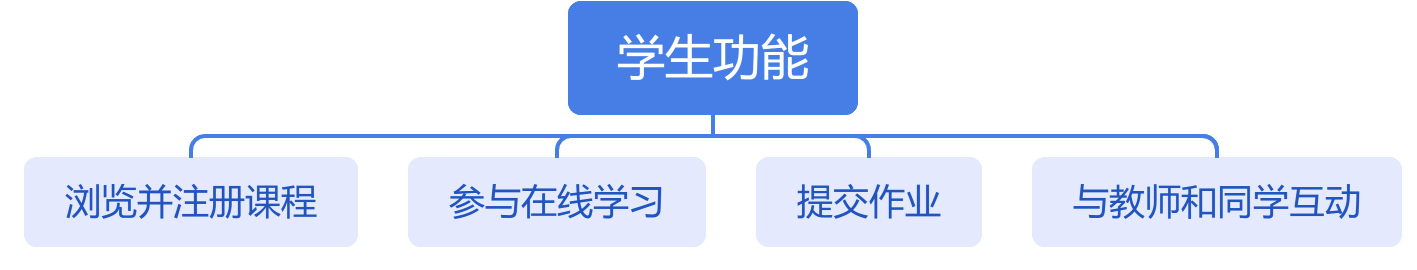 学生功能
浏览并注册课程
参与在线学习
提交作业
与教师和同学互动